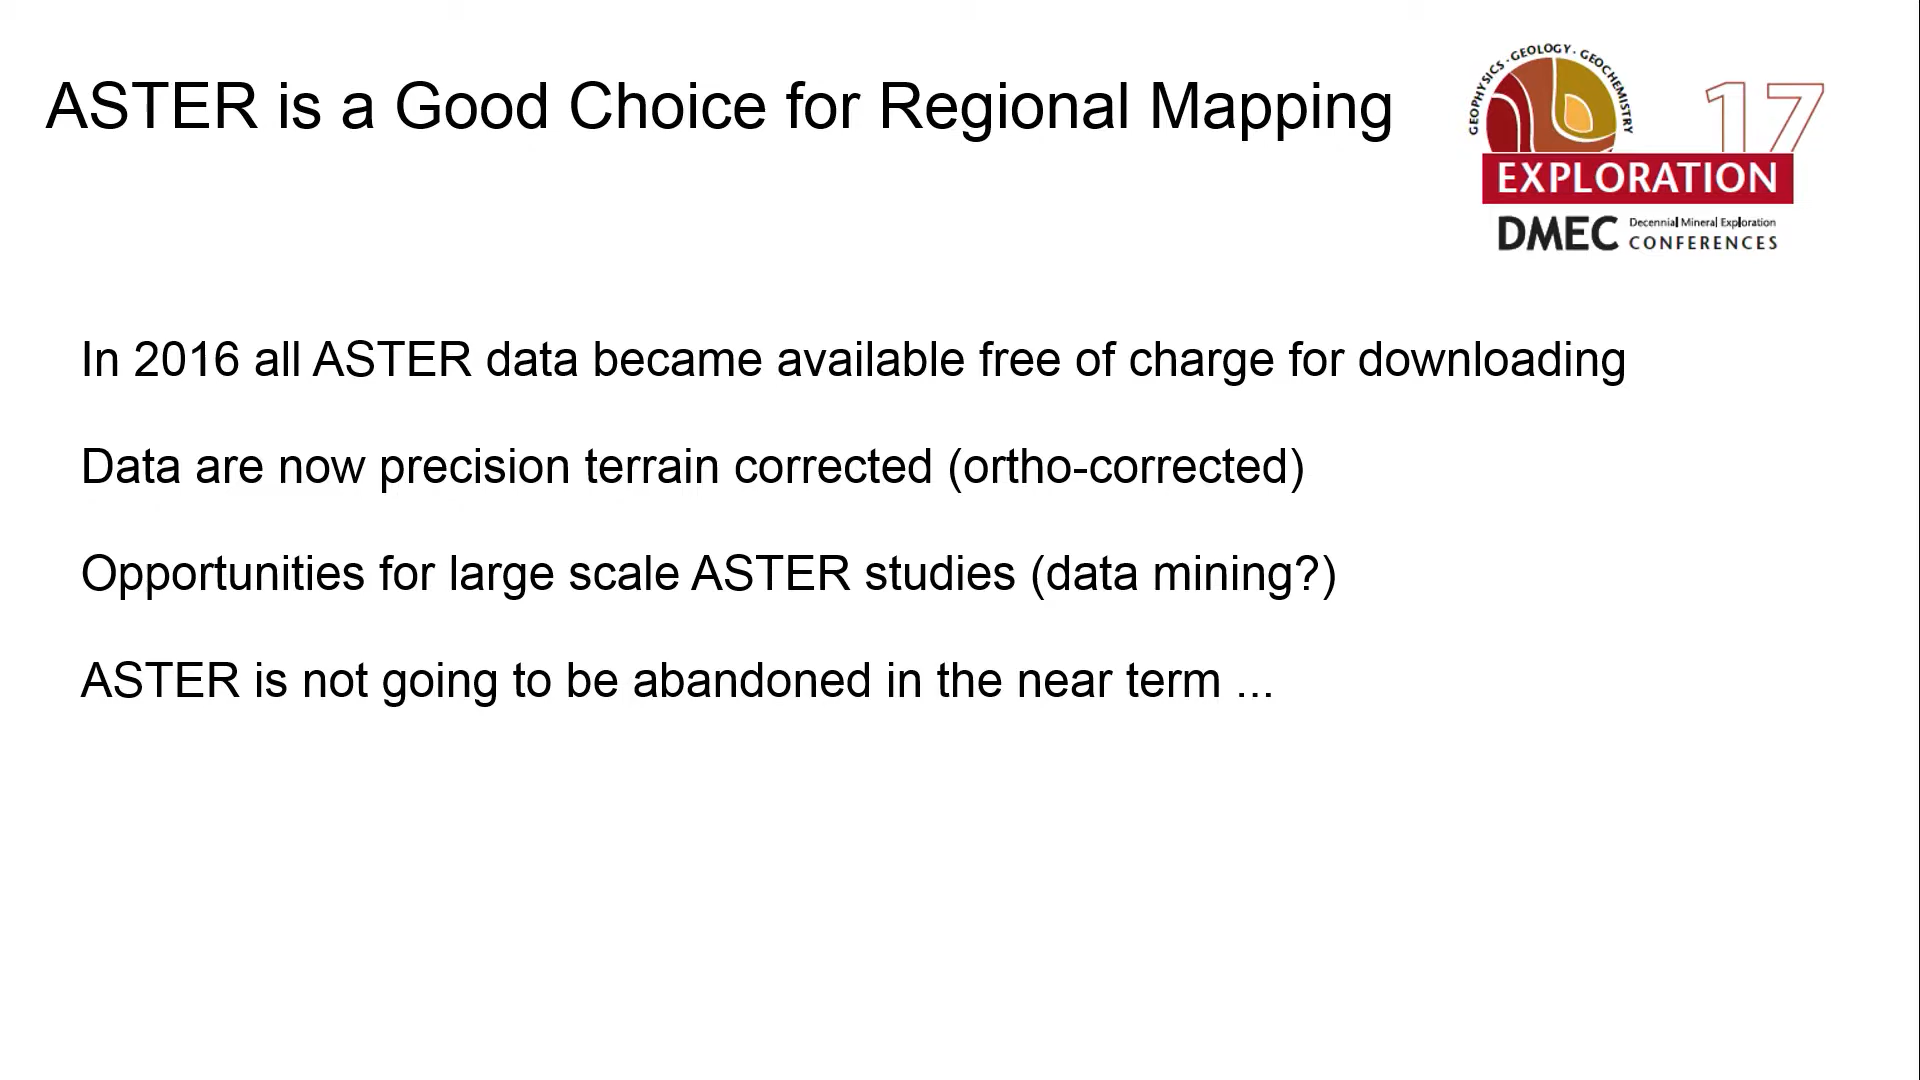 ASTER is a Good Choice for Regional Mapping
GEOPHYSICS · GEOLOGY · GEOCHEMISTRY
17
EXPLORATION
DMEC Decennial Mineral Exploration
CONFERENCES
In 2016 all ASTER data became available free of charge for downloading
Data are now precision terrain corrected (ortho-corrected)
Opportunities for large scale ASTER studies (data mining?)
ASTER is not going to be abandoned in the near term ...